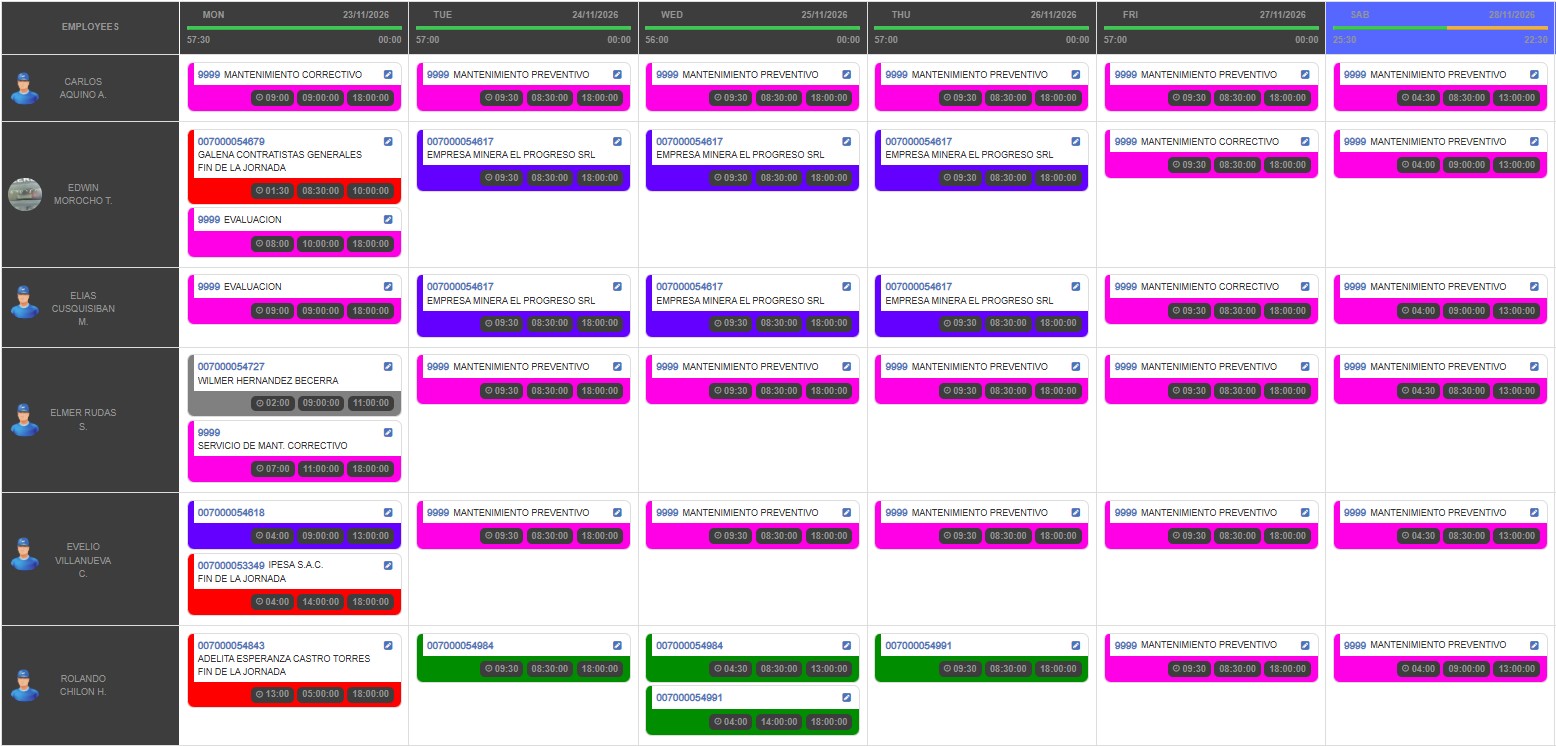 EMPLOYEES
MON 23/11/2026
57:30 00:00
TUE 24/11/2026
57:00 00:00
WED 25/11/2026
56:00 00:00
THU 26/11/2026
57:00 00:00
FRI 27/11/2026
57:00 00:00
SAB 28/11/2026
25:30 22:30
CARLOS
AQUINO A.
9999 MANTENIMIENTO CORRECTIVO
09:00 09:00:00 18:00:00
9999 MANTENIMIENTO PREVENTIVO
09:30 08:30:00 18:00:00
9999 MANTENIMIENTO PREVENTIVO
09:30 08:30:00 18:00:00
9999 MANTENIMIENTO PREVENTIVO
09:30 08:30:00 18:00:00
9999 MANTENIMIENTO PREVENTIVO
09:30 08:30:00 18:00:00
9999 MANTENIMIENTO PREVENTIVO
04:30 08:30:00 13:00:00
EDWIN
MOROCHO T.
007000054679
GALENA CONTRATISTAS GENERALES
FIN DE LA JORNADA
01:30 08:30:00 10:00:00
9999 EVALUACION
08:00 10:00:00 18:00:00
007000054617
EMPRESA MINERA EL PROGRESO SRL
09:30 08:30:00 18:00:00
007000054617
EMPRESA MINERA EL PROGRESO SRL
09:30 08:30:00 18:00:00
007000054617
EMPRESA MINERA EL PROGRESO SRL
09:30 08:30:00 18:00:00
9999 MANTENIMIENTO CORRECTIVO
09:30 08:30:00 18:00:00
9999 MANTENIMIENTO PREVENTIVO
04:00 09:00:00 13:00:00
ELIAS
CUSQUISIBAN
M.
9999 EVALUACION
09:00 09:00:00 18:00:00
007000054617
EMPRESA MINERA EL PROGRESO SRL
09:30 08:30:00 18:00:00
007000054617
EMPRESA MINERA EL PROGRESO SRL
09:30 08:30:00 18:00:00
007000054617
EMPRESA MINERA EL PROGRESO SRL
09:30 08:30:00 18:00:00
9999 MANTENIMIENTO CORRECTIVO
09:30 08:30:00 18:00:00
9999 MANTENIMIENTO PREVENTIVO
04:00 09:00:00 13:00:00
ELMER RUDAS
S.
007000054727
WILMER HERNANDEZ BECERRA
02:00 09:00:00 11:00:00
9999
SERVICIO DE MANT. CORRECTIVO
07:00 11:00:00 18:00:00
9999 MANTENIMIENTO PREVENTIVO
09:30 08:30:00 18:00:00
9999 MANTENIMIENTO PREVENTIVO
09:30 08:30:00 18:00:00
9999 MANTENIMIENTO PREVENTIVO
09:30 08:30:00 18:00:00
9999 MANTENIMIENTO PREVENTIVO
09:30 08:30:00 18:00:00
9999 MANTENIMIENTO PREVENTIVO
04:30 08:30:00 13:00:00
EVELIO
VILLANUEVA
C.
007000054618
04:00 09:00:00 13:00:00
007000053349 IPESA S.A.C.
FIN DE LA JORNADA
04:00 14:00:00 18:00:00
9999 MANTENIMIENTO PREVENTIVO
09:30 08:30:00 18:00:00
9999 MANTENIMIENTO PREVENTIVO
09:30 08:30:00 18:00:00
9999 MANTENIMIENTO PREVENTIVO
09:30 08:30:00 18:00:00
9999 MANTENIMIENTO PREVENTIVO
09:30 08:30:00 18:00:00
9999 MANTENIMIENTO PREVENTIVO
04:30 08:30:00 13:00:00
ROLANDO
CHILON H.
007000054843
ADELITA ESPERANZA CASTRO TORRES
FIN DE LA JORNADA
13:00 05:00:00 18:00:00
007000054984
09:30 08:30:00 18:00:00
007000054984
04:30 08:30:00 13:00:00
007000054991
04:00 14:00:00 18:00:00
007000054991
09:30 08:30:00 18:00:00
9999 MANTENIMIENTO PREVENTIVO
09:30 08:30:00 18:00:00
9999 MANTENIMIENTO PREVENTIVO
04:00 09:00:00 13:00:00